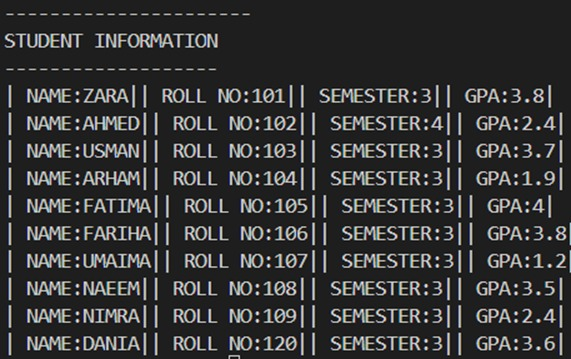 ----------------------
STUDENT INFORMATION
-------------------
| NAME:ZARA|| ROLL NO:101|| SEMESTER:3|| GPA:3.8|
| NAME:AHMED|| ROLL NO:102|| SEMESTER:4|| GPA:2.4|
| NAME:USMAN|| ROLL NO:103|| SEMESTER:3|| GPA:3.7|
| NAME:ARHAM|| ROLL NO:104|| SEMESTER:3|| GPA:1.9|
| NAME:FATIMA|| ROLL NO:105|| SEMESTER:3|| GPA:4|
| NAME:FARIHA|| ROLL NO:106|| SEMESTER:3|| GPA:3.8|
| NAME:UMAIMA|| ROLL NO:107|| SEMESTER:3|| GPA:1.2|
| NAME:NAEEM|| ROLL NO:108|| SEMESTER:3|| GPA:3.5|
| NAME:NIMRA|| ROLL NO:109|| SEMESTER:3|| GPA:2.4|
| NAME:DANIA|| ROLL NO:120|| SEMESTER:3|| GPA:3.6|